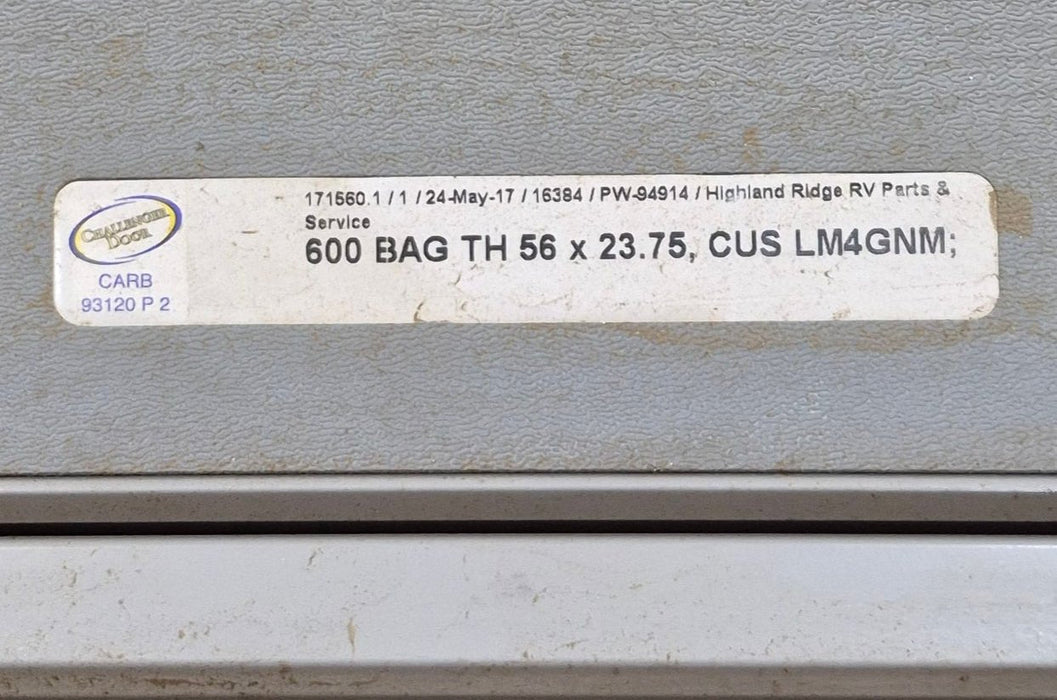 CHALLENGER
DOOR
CARB
93120 P 2
171560.1 / 1 / 24-May-17 / 16384 / PW-94914 / Highland Ridge RV Parts &
Service
600 BAG TH 56 x 23.75, CUS LM4GNM;